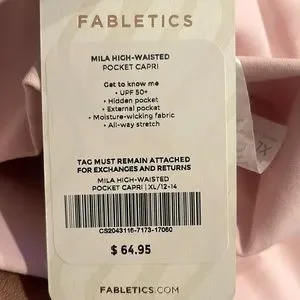 FABLETICS
MILA HIGH-WAISTED
POCKET CAPRI
Get to know me
• UPF 50+
• Hidden pocket
• External pocket
• Moisture-wicking fabric
• All-way stretch
TAG MUST REMAIN ATTACHED
FOR EXCHANGES AND RETURNS
MILA HIGH-WAISTED
POCKET CAPRI | XL/12-14
CS2043116-7173-17060
$ 64.95
FABLETICS.COM